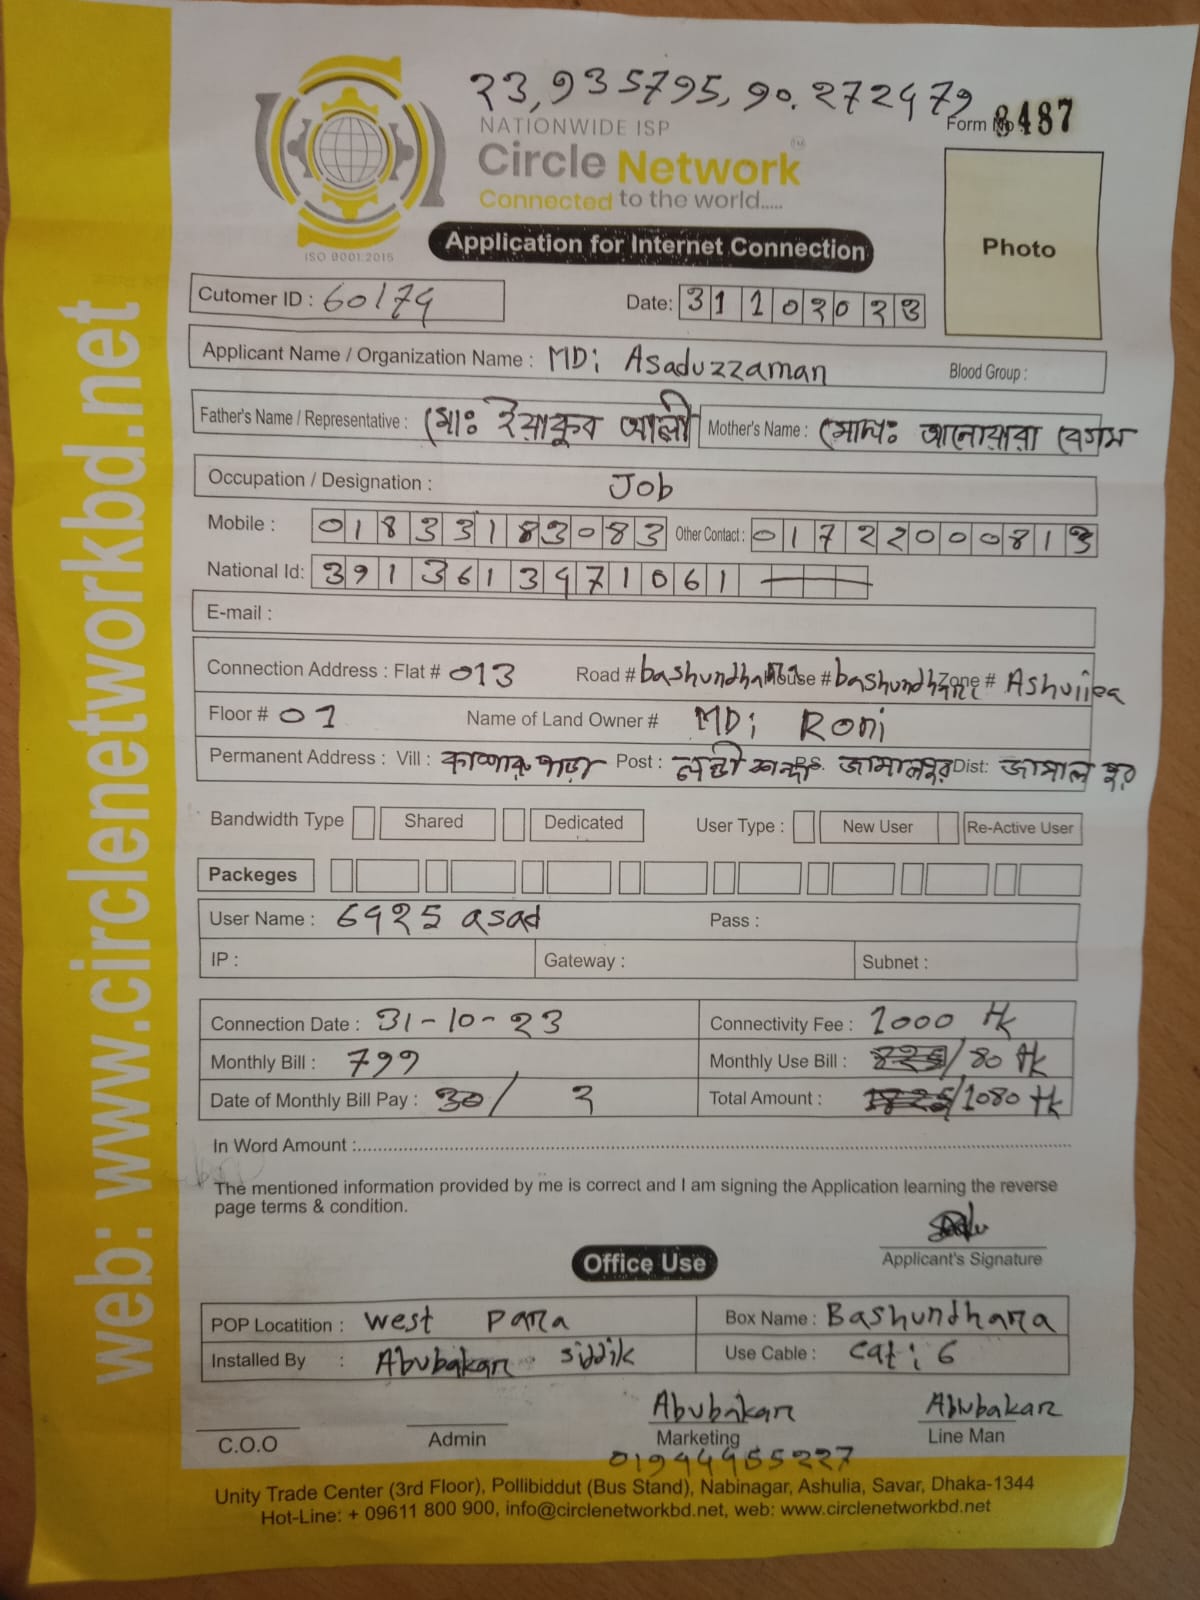 23,935795, 90.272479
Form No 8487
NATIONWIDE ISP
Circle Network TM
Connected to the world.....
ISO 9001:2015
Application for Internet Connection
Photo
Cutomer ID : 60179 Date: 31102023
Applicant Name / Organization Name : MD: Asaduzzaman Blood Group :
Father's Name / Representative : মোঃ ইয়াকুব আলী Mother's Name : মোছাঃ আনোয়ারা বেগম
Occupation / Designation : Job
Mobile : 01833183083 Other Contact : 01722000813
National Id: 3913613971061
E-mail :
Connection Address : Flat # 013 Road # bashundhara House # bashundhara Zone #
Floor # 01 Name of Land Owner # MD: Roni
Permanent Address : Vill : Post : P.S. জামালপুর Dist: জামালপুর
Bandwidth Type Shared Dedicated User Type : New User Re-Active User
Packeges
User Name : 6925 asad Pass :
IP : Gateway : Subnet :
Connection Date : 31-10-23 Connectivity Fee : 1000 Tk
Monthly Bill : 799 Monthly Use Bill : 825/ 80 Tk
Date of Monthly Bill Pay : 30/ 2 Total Amount : 1825/1080 Tk
In Word Amount :
The mentioned information provided by me is correct and I am signing the Application learning the reverse
page terms & condition.
Applicant's Signature
Office Use
POP Locatition : West para Box Name : Bashundhara
Installed By : Abubakar siddik Use Cable : Cat: 6
C.O.O Admin Abubakar Marketing Abubakar Line Man
01944955227
Unity Trade Center (3rd Floor), Pollibiddut (Bus Stand), Nabinagar, Ashulia, Savar, Dhaka-1344
Hot-Line: + 09611 800 900, info@circlenetworkbd.net, web: www.circlenetworkbd.net
web: www.circlenetworkbd.net